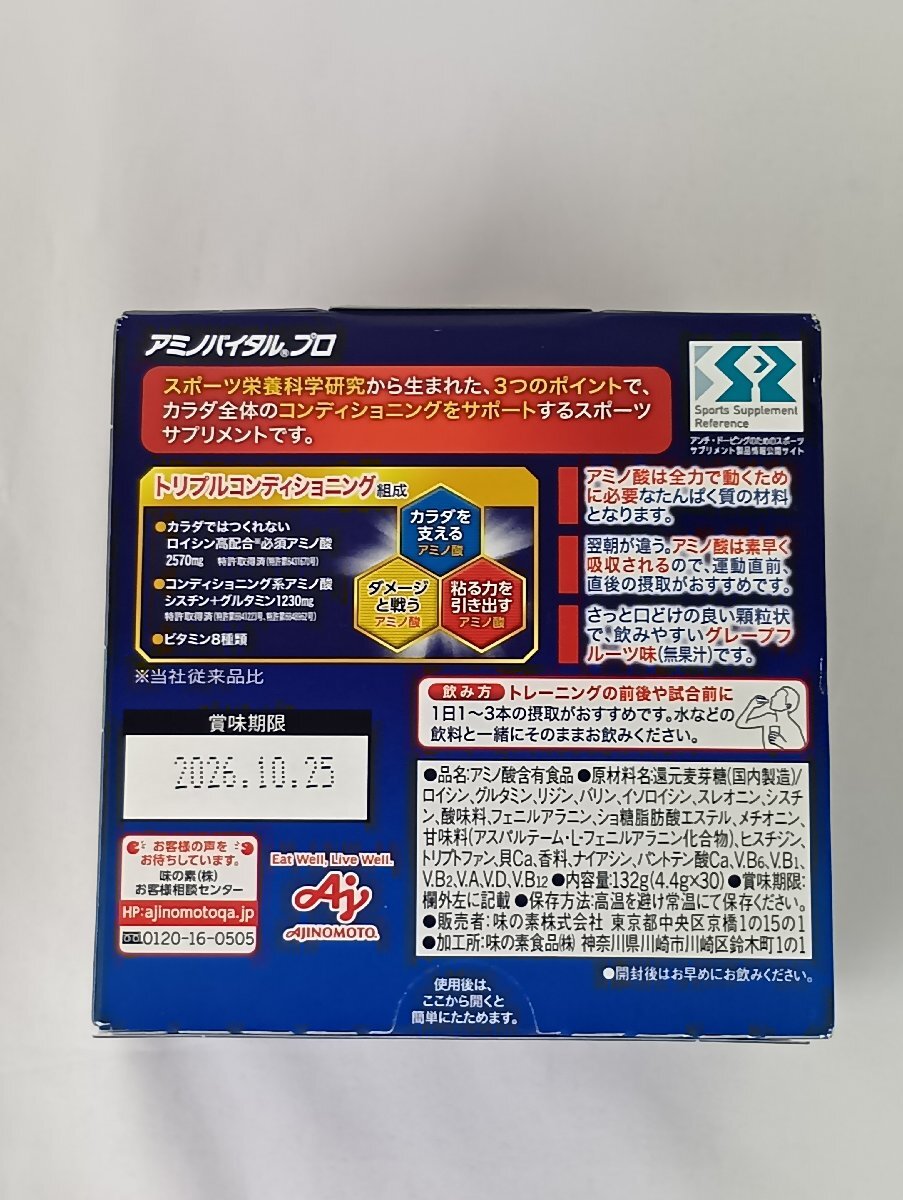 アミノバイタル®プロ
スポーツ栄養科学研究から生まれた、3つのポイントで、
カラダ全体のコンディショニングをサポートするスポーツ
サプリメントです。
SR
Sports Supplement
Reference
アンチ・ドーピングのためのスポーツ
サプリメント製品情報公開サイト
トリプルコンディショニング組成
●カラダではつくれない
ロイシン高配合※必須アミノ酸
2570mg 特許取得済(特許第6431670号)
●コンディショニング系アミノ酸
シスチン+グルタミン1230mg
特許取得済
●ビタミン8種類
カラダを
支える
アミノ酸
ダメージ
と戦う
アミノ酸
粘る力を
引き出す
アミノ酸
※当社従来品比
アミノ酸は全力で動くため
に必要なたんぱく質の材料
となります。
翌朝が違う。アミノ酸は素早く
吸収されるので、運動直前、
直後の摂取がおすすめです。
さっと口どけの良い顆粒状
で、飲みやすいグレープフ
ルーツ味(無果汁)です。
飲み方 トレーニングの前後や試合前に
1日1〜3本の摂取がおすすめです。水などの
飲料と一緒にそのままお飲みください。
賞味期限
2026.10.25
●品名:アミノ酸含有食品 ●原材料名:還元麦芽糖(国内製造)/
ロイシン、グルタミン、リジン、バリン、イソロイシン、スレオニン、シスチ
ン、酸味料、フェニルアラニン、ショ糖脂肪酸エステル、メチオニン、
甘味料(アスパルテーム・L-フェニルアラニン化合物)、ヒスチジン、
トリプトファン、貝Ca、香料、ナイアシン、パントテン酸Ca、V.B6、V.B1、
V.B2、V.A、V.D、V.B12 ●内容量:132g(4.4g×30) ●賞味期限:
欄外左に記載 ●保存方法:高温を避け常温にて保存ください。
●販売者:味の素株式会社 東京都中央区京橋1の15の1
●加工所:味の素食品㈱ 神奈川県川崎市川崎区鈴木町1の1
●開封後はお早めにお飲みください。
お客様の声を
お待ちしています。
味の素(株)
お客様相談センター
HP:ajinomotoqa.jp
0120-16-0505
Eat Well, Live Well.
Aj
AJINOMOTO®
使用後は、
ここから開くと
簡単にたためます。